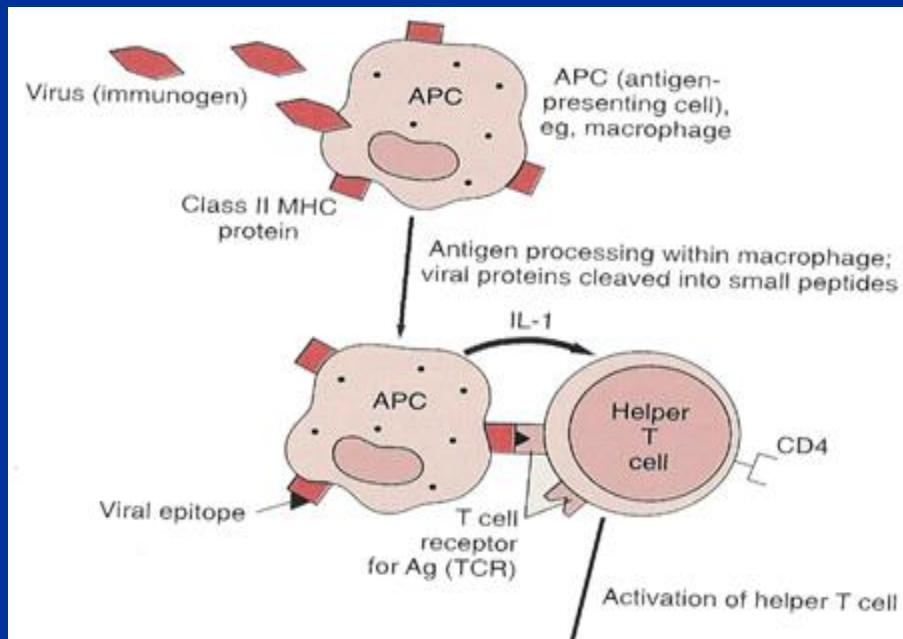 Virus (immunogen)
APC
APC (antigen-
presenting cell),
eg, macrophage
Class II MHC
protein
Antigen processing within macrophage;
viral proteins cleaved into small peptides
IL-1
APC
Helper
T
cell
CD4
Viral epitope
T cell
receptor
for Ag (TCR)
Activation of helper T cell